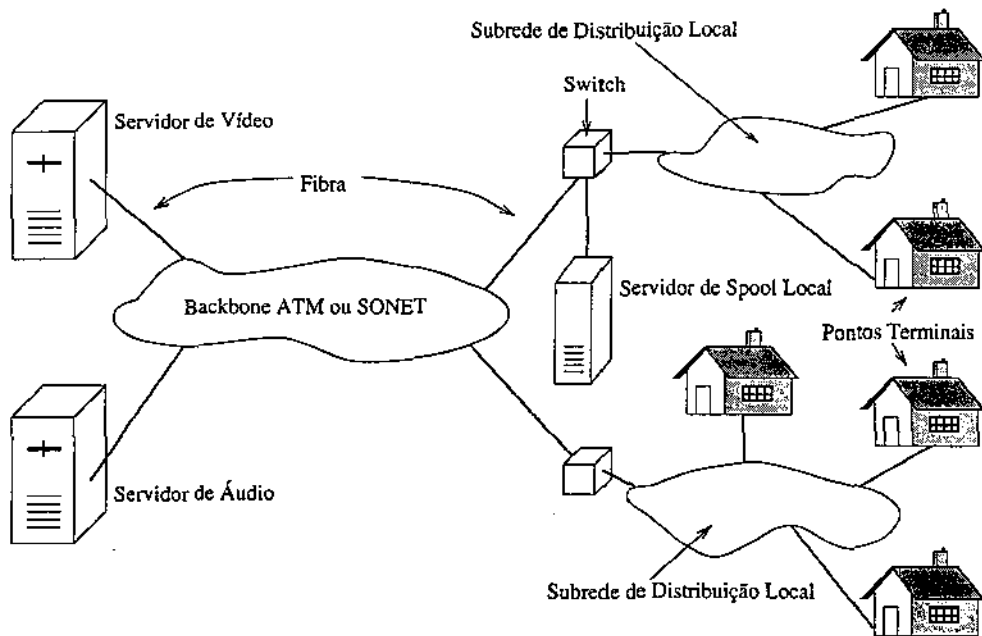 Subrede de Distribuição Local
Switch
Servidor de Vídeo
Fibra
Backbone ATM ou SONET
Servidor de Spool Local
Pontos Terminais
Servidor de Áudio
Subrede de Distribuição Local